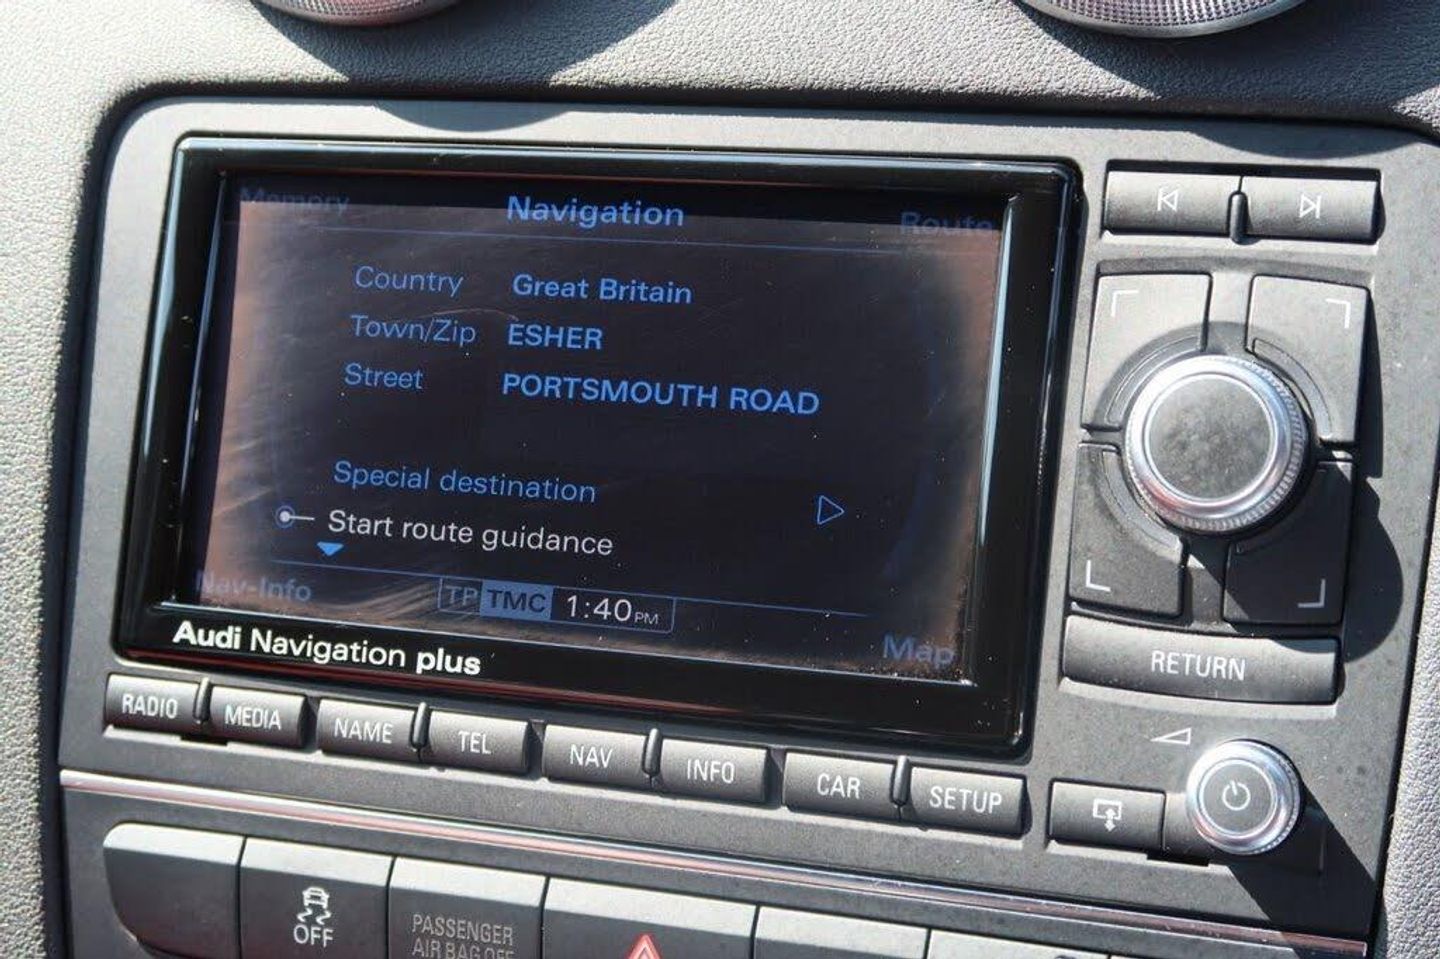 Memory Navigation Route
Country Great Britain
Town/Zip ESHER
Street PORTSMOUTH ROAD
Special destination
Start route guidance
Nav-Info TP TMC 1:40 PM Map
Audi Navigation plus
RETURN
RADIO MEDIA NAME TEL NAV INFO CAR SETUP
OFF
PASSENGER
AIR BAG OFF